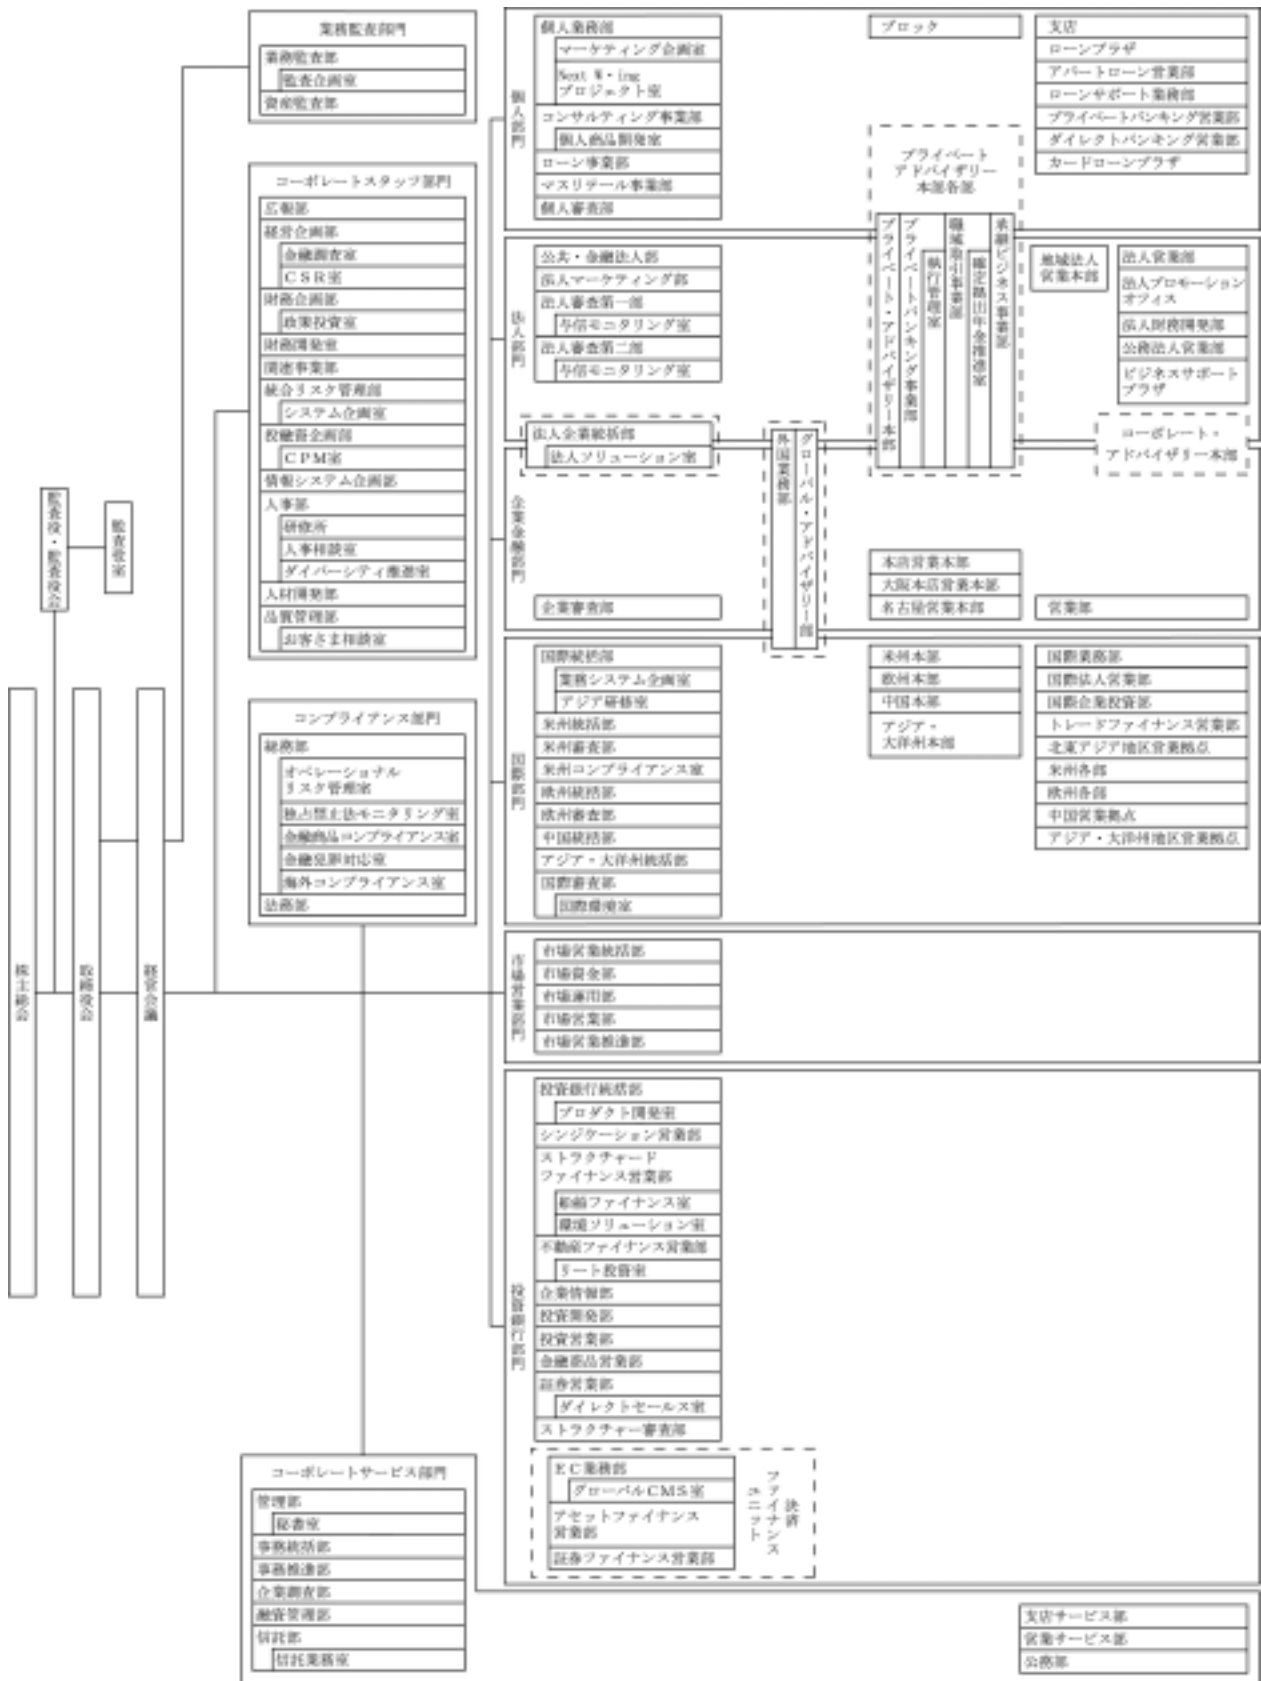 株主総会
監査役・監査役会
監査役室
取締役会
経営会議
業務監査部門
業務監査部
監査企画室
資産監査部
コーポレートスタッフ部門
広報部
経営企画部
金融調査室
CSR室
財務企画部
政策投資室
財務開発室
関連事業部
統合リスク管理部
システム企画室
投融資企画部
CPM室
情報システム企画部
人事部
研修所
人事相談室
ダイバーシティ推進室
人材開発部
品質管理部
お客さま相談室
コンプライアンス部門
総務部
オペレーショナル
リスク管理室
独占禁止法モニタリング室
金融商品コンプライアンス室
金融犯罪対応室
海外コンプライアンス室
法務部
コーポレートサービス部門
管理部
秘書室
事務統括部
事務推進部
企業調査部
融資管理部
信託部
信託業務室
支店サービス部
営業サービス部
公務部
個人部門
個人業務部
マーケティング企画室
Next W・ing
プロジェクト室
コンサルティング事業部
個人商品開発室
ローン事業部
マスリテール事業部
個人審査部
ブロック
支店
ローンプラザ
アパートローン営業部
ローンサポート業務部
プライベートバンキング営業部
ダイレクトバンキング営業部
カードローンプラザ
プライベート
アドバイザリー
本部各部
プライベート・アドバイザリー本部
プライベートバンキング事業部
執行管理室
職域取引事業部
確定拠出年金推進室
承継ビジネス事業部
法人部門
公共・金融法人部
法人マーケティング部
法人審査第一部
与信モニタリング室
法人審査第二部
与信モニタリング室
地域法人
営業本部
法人営業部
法人プロモーション
オフィス
法人財務開発部
公務法人営業部
ビジネスサポート
プラザ
法人企業統括部
法人ソリューション室
外国業務部
グローバル・アドバイザリー部
コーポレート・
アドバイザリー本部
企業金融部門
企業審査部
本店営業本部
大阪本店営業本部
名古屋営業本部
営業部
国際部門
国際統括部
業務システム企画室
アジア研修室
米州統括部
米州審査部
米州コンプライアンス室
欧州統括部
欧州審査部
中国統括部
アジア・大洋州統括部
国際審査部
国際環境室
米州本部
欧州本部
中国本部
アジア・
大洋州本部
国際業務部
国際法人営業部
国際企業投資部
トレードファイナンス営業部
北東アジア地区営業拠点
米州各部
欧州各部
中国営業拠点
アジア・大洋州地区営業拠点
市場営業部門
市場営業統括部
市場資金部
市場運用部
市場営業部
市場営業推進部
投資銀行部門
投資銀行統括部
プロダクト開発室
シンジケーション営業部
ストラクチャード
ファイナンス営業部
船舶ファイナンス室
環境ソリューション室
不動産ファイナンス営業部
リート投資室
企業情報部
投資開発部
投資営業部
金融商品営業部
証券営業部
ダイレクトセールス室
ストラクチャー審査部
EC業務部
グローバルCMS室
アセットファイナンス
営業部
証券ファイナンス営業部
決済
ファイナンス
ユニット